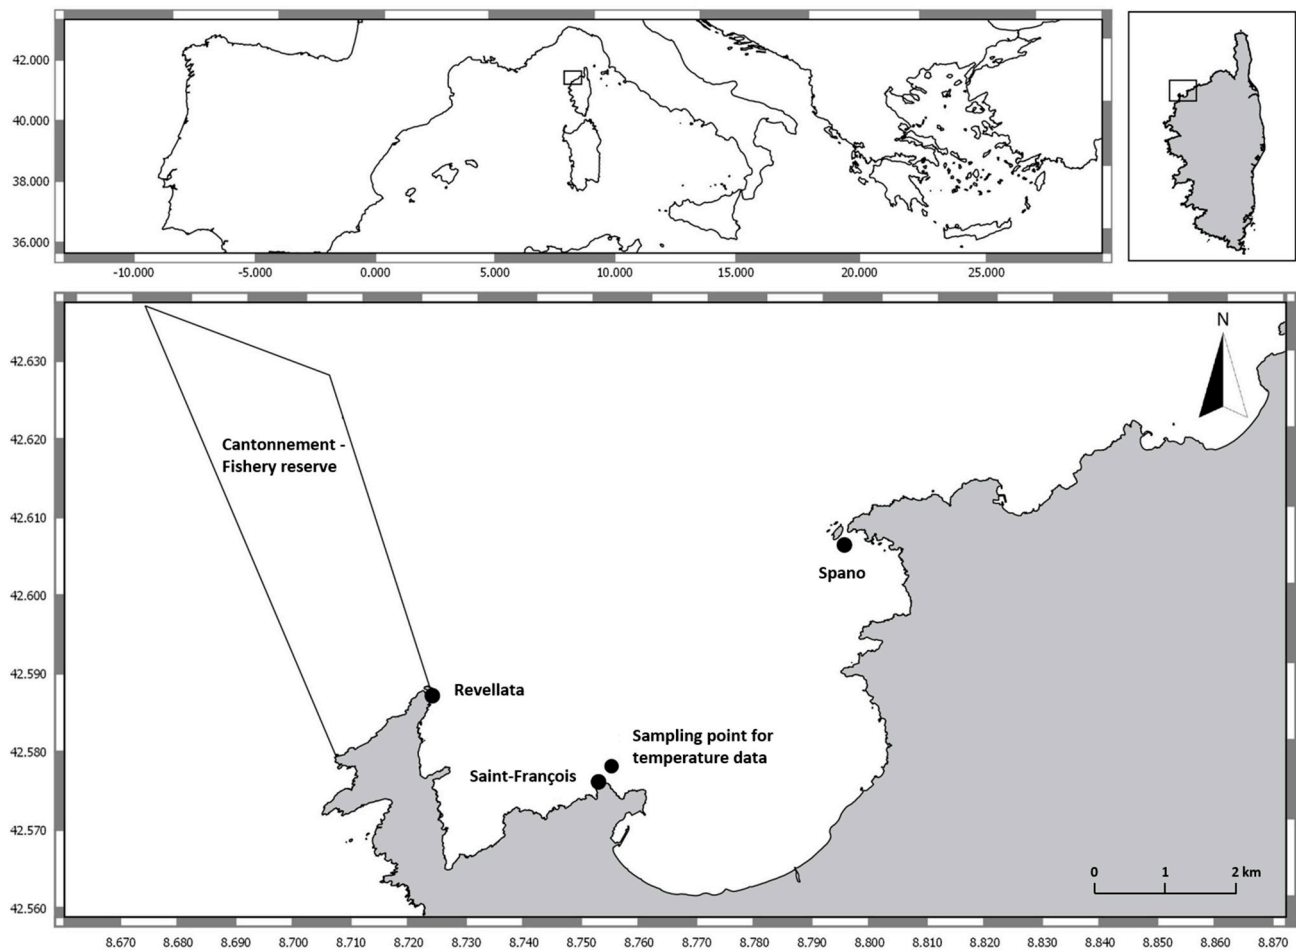 42.000
40.000
38.000
36.000
-10.000 -5.000 0.000 5.000 10.000 15.000 20.000 25.000
N
42.630
42.620
42.610
42.600
42.590
42.580
42.570
42.560
Cantonnement -
Fishery reserve
Spano
Revellata
Sampling point for
temperature data
Saint-François
0 1 2 km
8.670 8.680 8.690 8.700 8.710 8.720 8.730 8.740 8.750 8.760 8.770 8.780 8.790 8.800 8.810 8.820 8.830 8.840 8.850 8.860 8.870